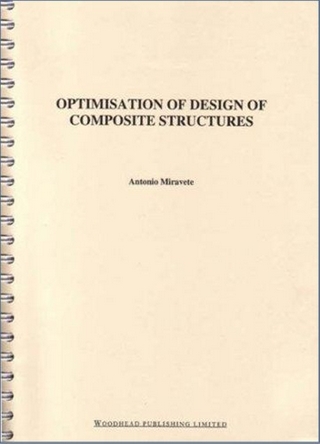 OPTIMISATION OF DESIGN OF
COMPOSITE STRUCTURES
Antonio Miravete
WOODHEAD PUBLISHING LIMITED